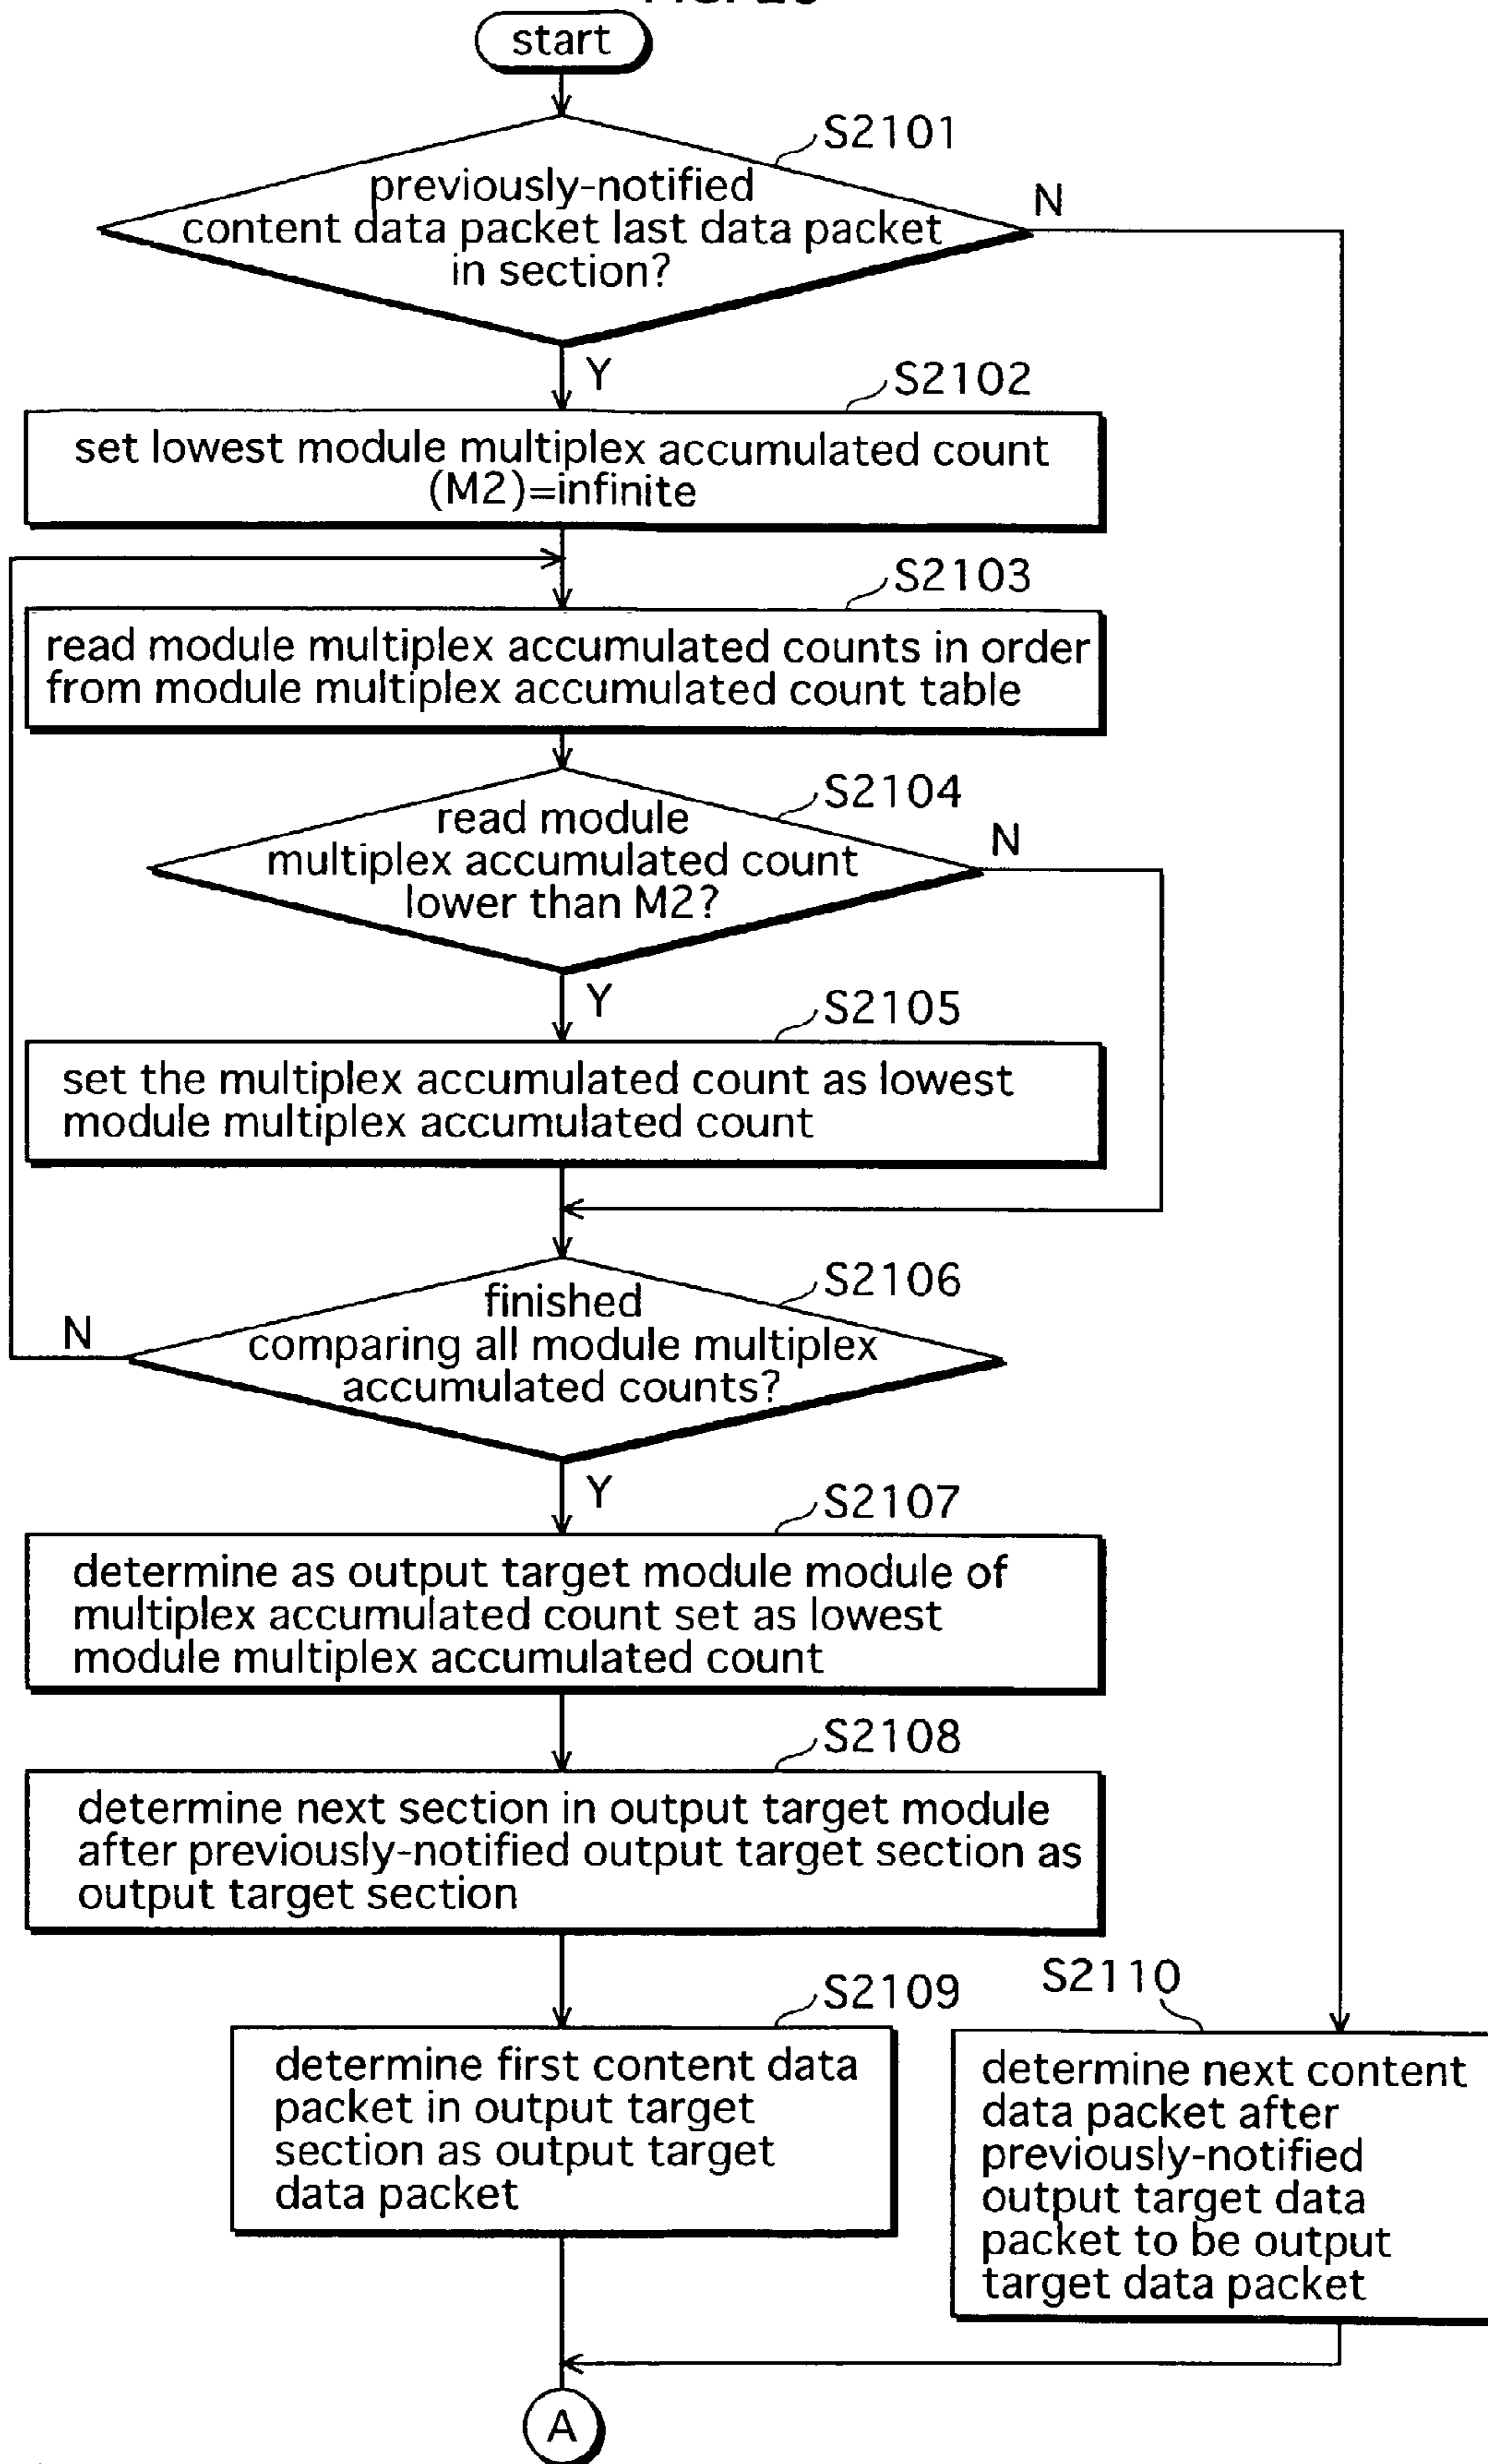 start
S2101
previously-notified
content data packet last data packet
in section?
N
Y
S2102
set lowest module multiplex accumulated count
(M2)=infinite
S2103
read module multiplex accumulated counts in order
from module multiplex accumulated count table
S2104
read module
multiplex accumulated count
lower than M2?
N
Y
S2105
set the multiplex accumulated count as lowest
module multiplex accumulated count
S2106
finished
comparing all module multiplex
accumulated counts?
N
Y
S2107
determine as output target module module of
multiplex accumulated count set as lowest
module multiplex accumulated count
S2108
determine next section in output target module
after previously-notified output target section as
output target section
S2109
determine first content data
packet in output target
section as output target
data packet
S2110
determine next content
data packet after
previously-notified
output target data
packet to be output
target data packet
A